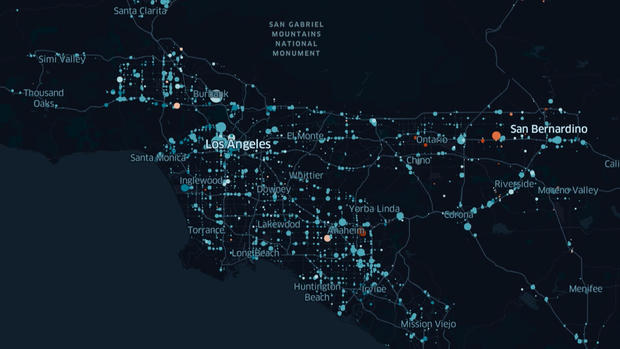 Santa Clarita
SAN GABRIEL
MOUNTAINS
NATIONAL
MONUMENT
Simi Valley
Thousand
Oaks
Burbank
Los Angeles
El Monte
Ontario
San Bernardino
Santa Monica
Chino
Cali
Inglewood
Whittier
Downey
Riverside
Moreno Valley
Yorba Linda
Corona
Torrance
Lakewood
Anaheim
Long Beach
Huntington
Beach
Irvine
Menifee
Mission Viejo